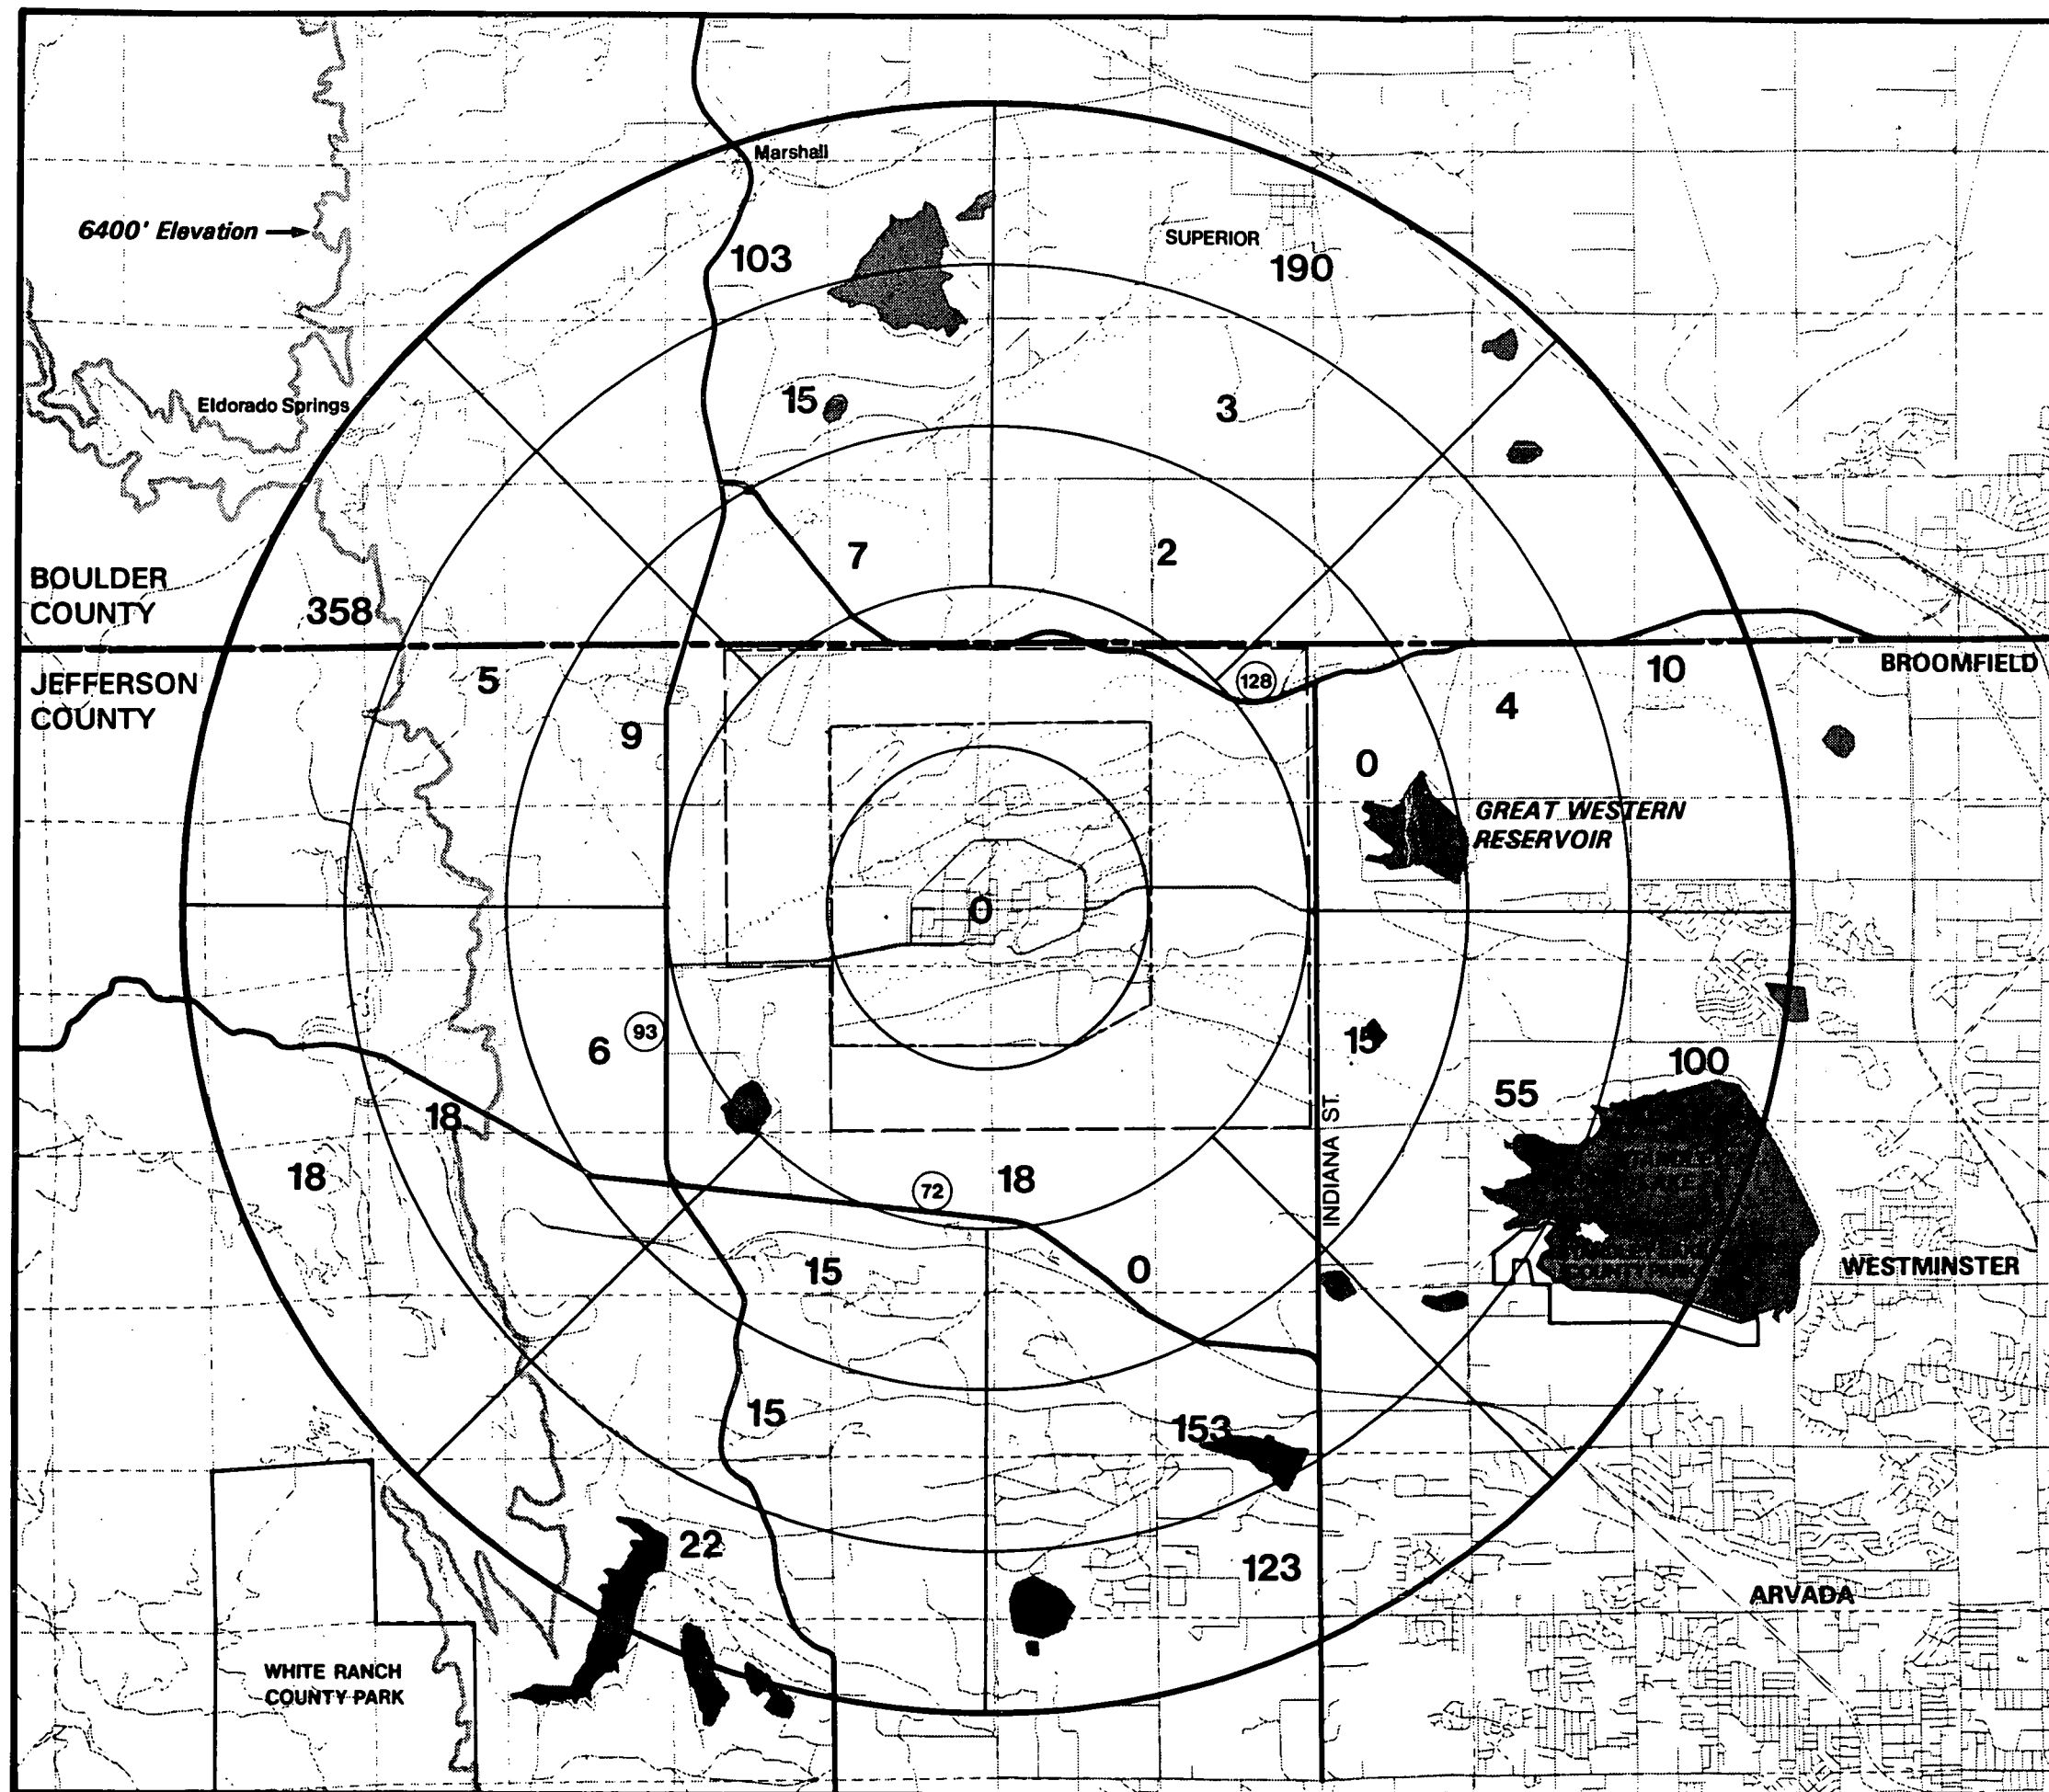 Marshall
6400' Elevation
103
SUPERIOR
190
15
3
Eldorado Springs
7
2
BOULDER
COUNTY
358
JEFFERSON
COUNTY
5
9
128
10
BROOMFIELD
4
0
GREAT WESTERN
RESERVOIR
0
6
93
15
100
55
18
18
72
18
INDIANA ST.
15
0
WESTMINSTER
15
153
22
123
ARVADA
WHITE RANCH
COUNTY PARK